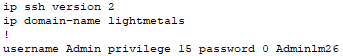 ip ssh version 2
ip domain-name lightmetals
!
username Admin privilege 15 password 0 Adminlm26